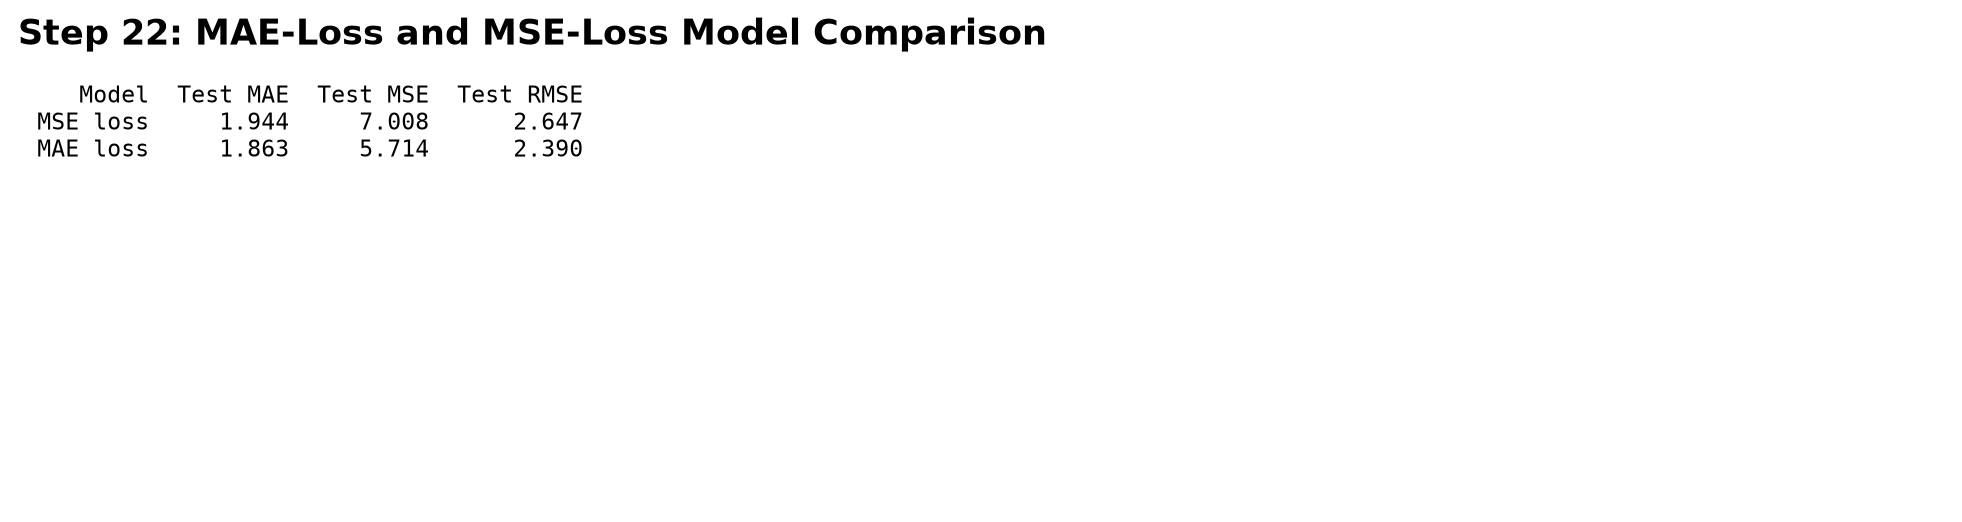 Step 22: MAE-Loss and MSE-Loss Model Comparison
Model  Test MAE  Test MSE  Test RMSE
MSE loss  1.944  7.008  2.647
MAE loss  1.863  5.714  2.390